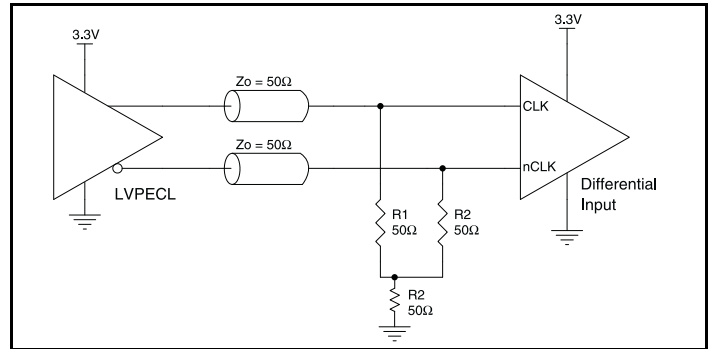 3.3V
3.3V
Zo = 50Ω
CLK
Zo = 50Ω
nCLK
LVPECL
Differential
Input
R1
50Ω
R2
50Ω
R2
50Ω